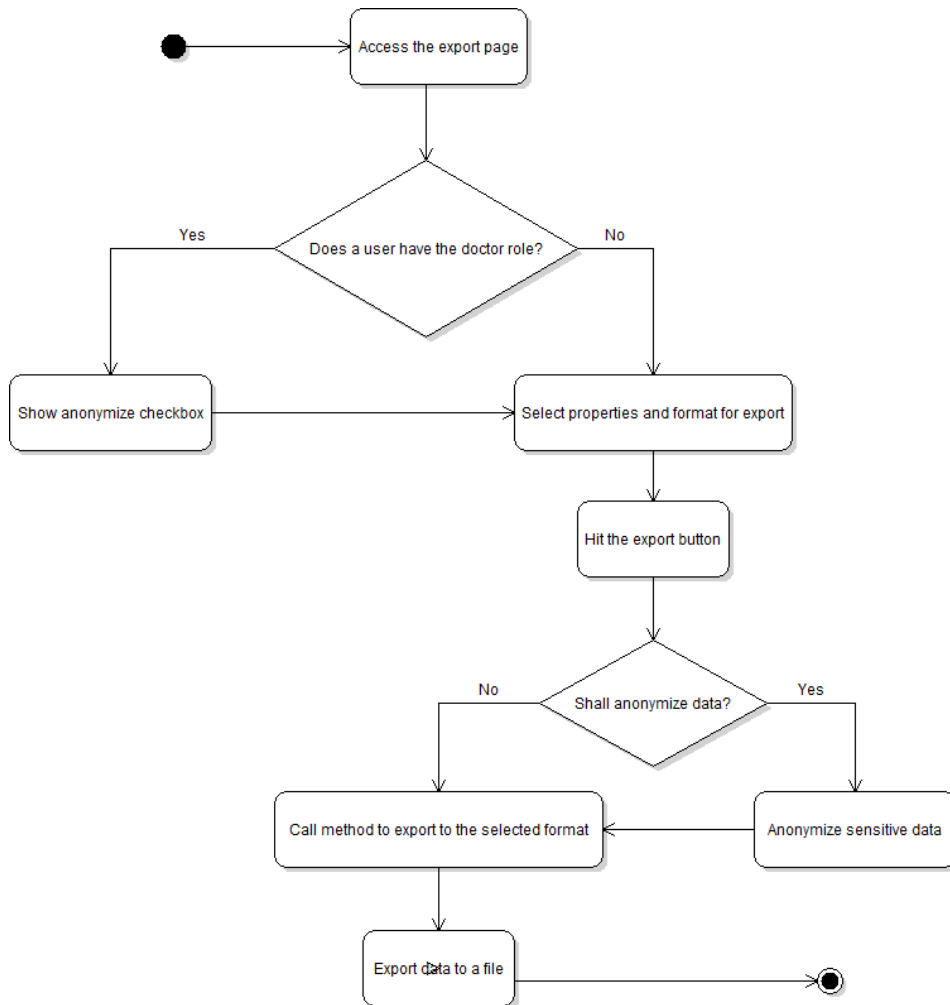 Access the export page
Does a user have the doctor role?
Yes
No
Show anonymize checkbox
Select properties and format for export
Hit the export button
Shall anonymize data?
No
Yes
Call method to export to the selected format
Anonymize sensitive data
Export data to a file